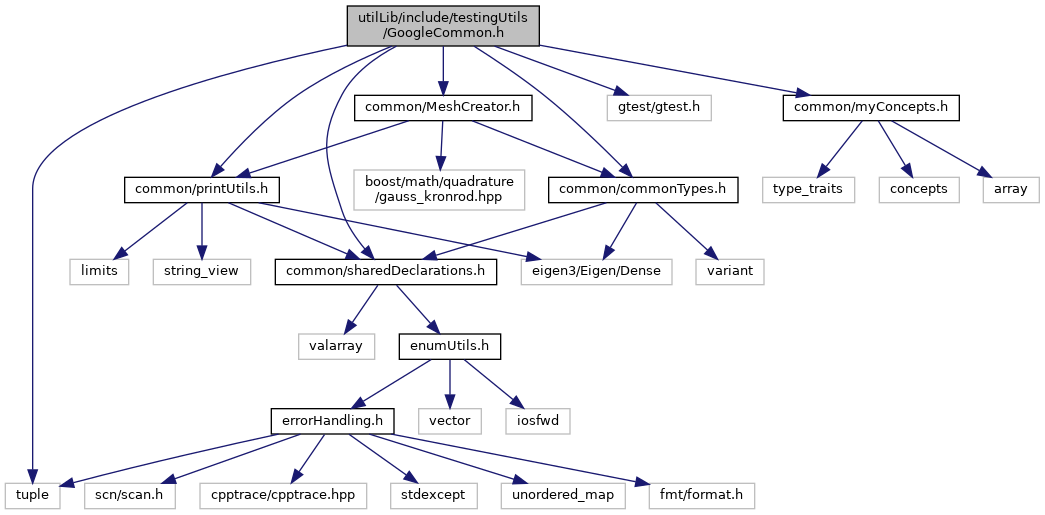 utilLib/include/testingUtils
/GoogleCommon.h
common/MeshCreator.h
gtest/gtest.h
common/myConcepts.h
common/printUtils.h
boost/math/quadrature
/gauss_kronrod.hpp
common/commonTypes.h
type_traits
concepts
array
limits
string_view
common/sharedDeclarations.h
eigen3/Eigen/Dense
variant
valarray
enumUtils.h
errorHandling.h
vector
iosfwd
tuple
scn/scan.h
cpptrace/cpptrace.hpp
stdexcept
unordered_map
fmt/format.h